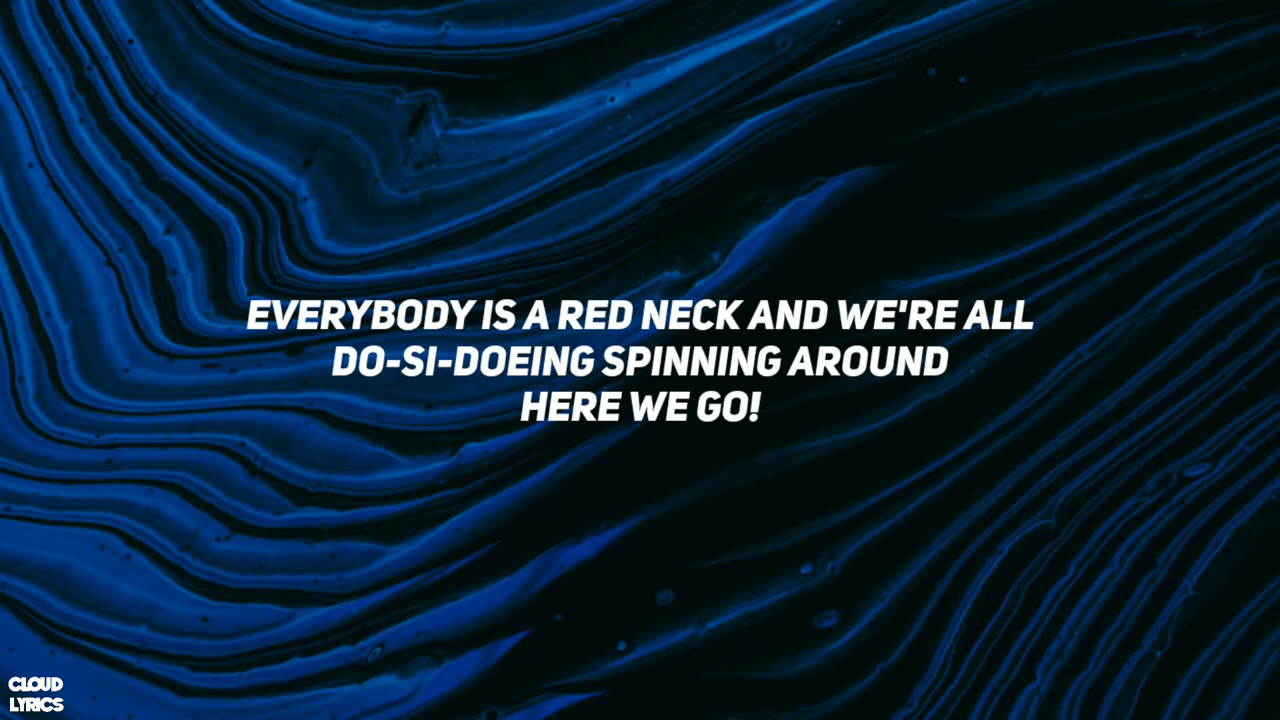 EVERYBODY IS A RED NECK AND WE'RE ALL
DO-SI-DOEING SPINNING AROUND
HERE WE GO!
CLOUD
LYRICS